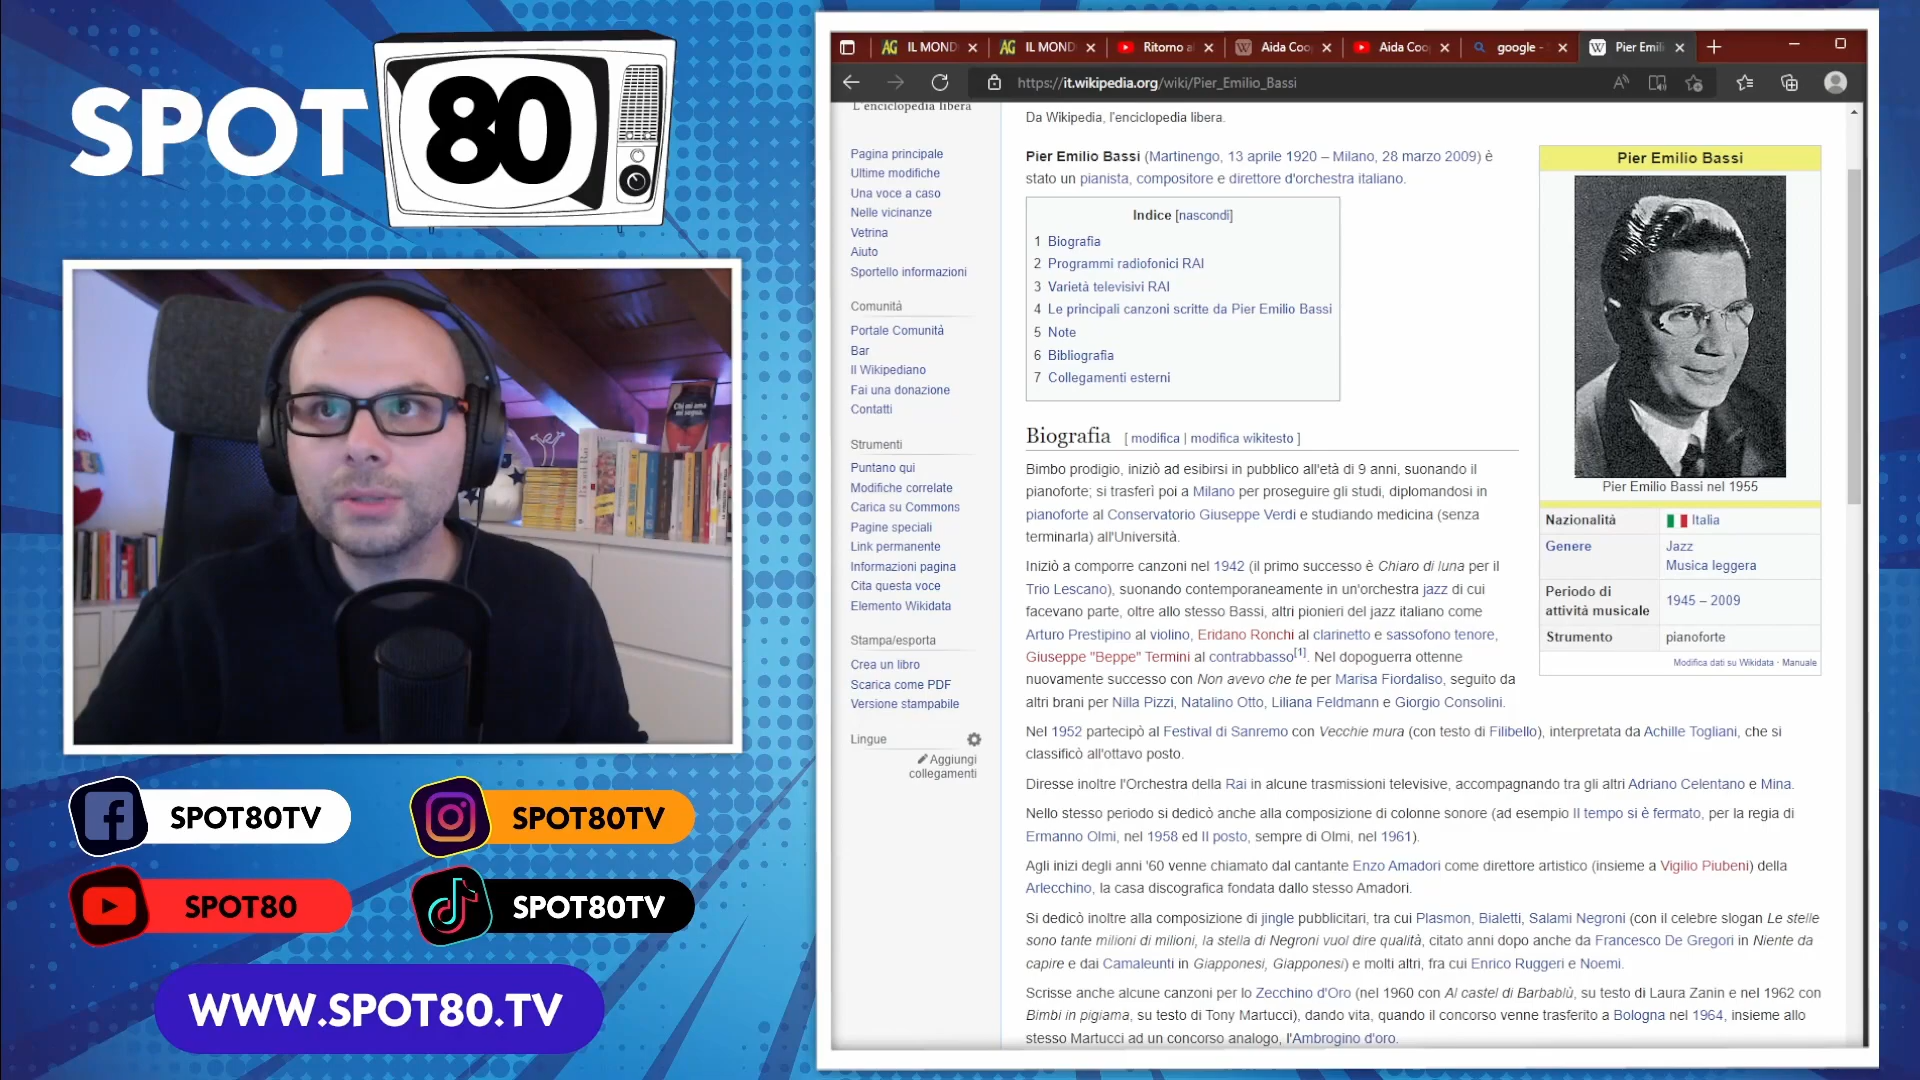 SPOT 80
Chi mi ama
mi segua.
SPOT80TV
SPOT80TV
SPOT80
SPOT80TV
WWW.SPOT80.TV
IL MOND
IL MOND
Ritorno a
Aida Coo
Aida Coo
google -
Pier Emil
https://it.wikipedia.org/wiki/Pier_Emilio_Bassi
L'enciclopedia libera
Pagina principale
Ultime modifiche
Una voce a caso
Nelle vicinanze
Vetrina
Aiuto
Sportello informazioni
Comunità
Portale Comunità
Bar
Il Wikipediano
Fai una donazione
Contatti
Strumenti
Puntano qui
Modifiche correlate
Carica su Commons
Pagine speciali
Link permanente
Informazioni pagina
Cita questa voce
Elemento Wikidata
Stampa/esporta
Crea un libro
Scarica come PDF
Versione stampabile
Lingue
Aggiungi
collegamenti
Da Wikipedia, l'enciclopedia libera.
Pier Emilio Bassi (Martinengo, 13 aprile 1920 – Milano, 28 marzo 2009) è
stato un pianista, compositore e direttore d'orchestra italiano.
Indice [nascondi]
1 Biografia
2 Programmi radiofonici RAI
3 Varietà televisivi RAI
4 Le principali canzoni scritte da Pier Emilio Bassi
5 Note
6 Bibliografia
7 Collegamenti esterni
Biografia [ modifica | modifica wikitesto ]
Bimbo prodigio, iniziò ad esibirsi in pubblico all'età di 9 anni, suonando il
pianoforte; si trasferì poi a Milano per proseguire gli studi, diplomandosi in
pianoforte al Conservatorio Giuseppe Verdi e studiando medicina (senza
terminarla) all'Università.
Iniziò a comporre canzoni nel 1942 (il primo successo è Chiaro di luna per il
Trio Lescano), suonando contemporaneamente in un'orchestra jazz di cui
facevano parte, oltre allo stesso Bassi, altri pionieri del jazz italiano come
Arturo Prestipino al violino, Eridano Ronchi al clarinetto e sassofono tenore,
Giuseppe "Beppe" Termini al contrabbasso[1]. Nel dopoguerra ottenne
nuovamente successo con Non avevo che te per Marisa Fiordaliso, seguito da
altri brani per Nilla Pizzi, Natalino Otto, Liliana Feldmann e Giorgio Consolini.
Nel 1952 partecipò al Festival di Sanremo con Vecchie mura (con testo di Filibello), interpretata da Achille Togliani, che si
classificò all'ottavo posto.
Diresse inoltre l'Orchestra della Rai in alcune trasmissioni televisive, accompagnando tra gli altri Adriano Celentano e Mina.
Nello stesso periodo si dedicò anche alla composizione di colonne sonore (ad esempio Il tempo si è fermato, per la regia di
Ermanno Olmi, nel 1958 ed Il posto, sempre di Olmi, nel 1961).
Agli inizi degli anni '60 venne chiamato dal cantante Enzo Amadori come direttore artistico (insieme a Vigilio Piubeni) della
Arlecchino, la casa discografica fondata dallo stesso Amadori.
Si dedicò inoltre alla composizione di jingle pubblicitari, tra cui Plasmon, Bialetti, Salami Negroni (con il celebre slogan Le stelle
sono tante milioni di milioni, la stella di Negroni vuol dire qualità, citato anni dopo anche da Francesco De Gregori in Niente da
capire e dai Camaleunti in Giapponesi, Giapponesi) e molti altri, fra cui Enrico Ruggeri e Noemi.
Scrisse anche alcune canzoni per lo Zecchino d'Oro (nel 1960 con Al castel di Barbablù, su testo di Laura Zanin e nel 1962 con
Bimbi in pigiama, su testo di Tony Martucci), dando vita, quando il concorso venne trasferito a Bologna nel 1964, insieme allo
stesso Martucci ad un concorso analogo, l'Ambrogino d'oro.
Pier Emilio Bassi
Pier Emilio Bassi nel 1955
Nazionalità Italia
Genere Jazz
Musica leggera
Periodo di
attività musicale 1945 – 2009
Strumento pianoforte
Modifica dati su Wikidata · Manuale